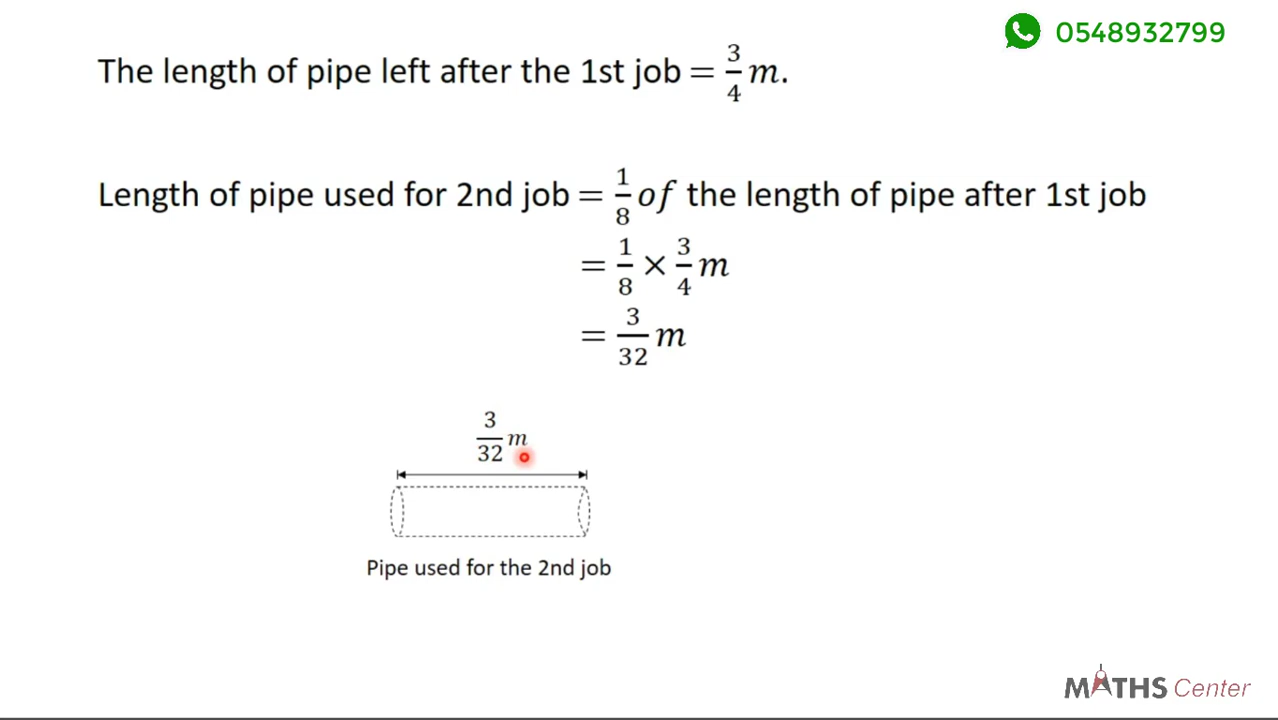 0548932799
The length of pipe left after the 1st job = 3/4 m.
Length of pipe used for 2nd job = 1/8 of the length of pipe after 1st job
= 1/8 × 3/4 m
= 3/32 m
3/32 m
Pipe used for the 2nd job
MATHS Center